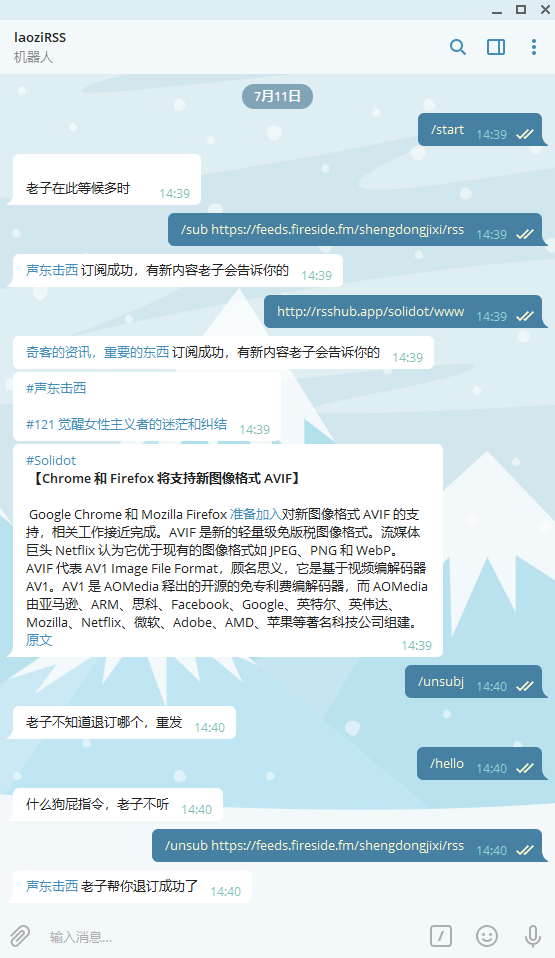 laoziRSS
机器人
7月11日
/start 14:39
老子在此等候多时 14:39
/sub https://feeds.fireside.fm/shengdongjixi/rss 14:39
声东击西 订阅成功，有新内容老子会告诉你的 14:39
http://rsshub.app/solidot/www 14:39
奇客的资讯，重要的东西 订阅成功，有新内容老子会告诉你的 14:39
#声东击西
#121 觉醒女性主义者的迷茫和纠结 14:39
#Solidot
【Chrome 和 Firefox 将支持新图像格式 AVIF】
Google Chrome 和 Mozilla Firefox 准备加入对新图像格式 AVIF 的支
持，相关工作接近完成。AVIF 是新的轻量级免版税图像格式。流媒体
巨头 Netflix 认为它优于现有的图像格式如 JPEG、PNG 和 WebP。
AVIF 代表 AV1 Image File Format，顾名思义，它是基于视频编解码器
AV1。AV1 是 AOMedia 释出的开源的免专利费编解码器，而 AOMedia
由亚马逊、ARM、思科、Facebook、Google、英特尔、英伟达、
Mozilla、Netflix、微软、Adobe、AMD、苹果等著名科技公司组建。
原文 14:39
/unsubj 14:40
老子不知道退订哪个，重发 14:40
/hello 14:40
什么狗屁指令，老子不听 14:40
/unsub https://feeds.fireside.fm/shengdongjixi/rss 14:40
声东击西 老子帮你退订成功了 14:40
输入消息...